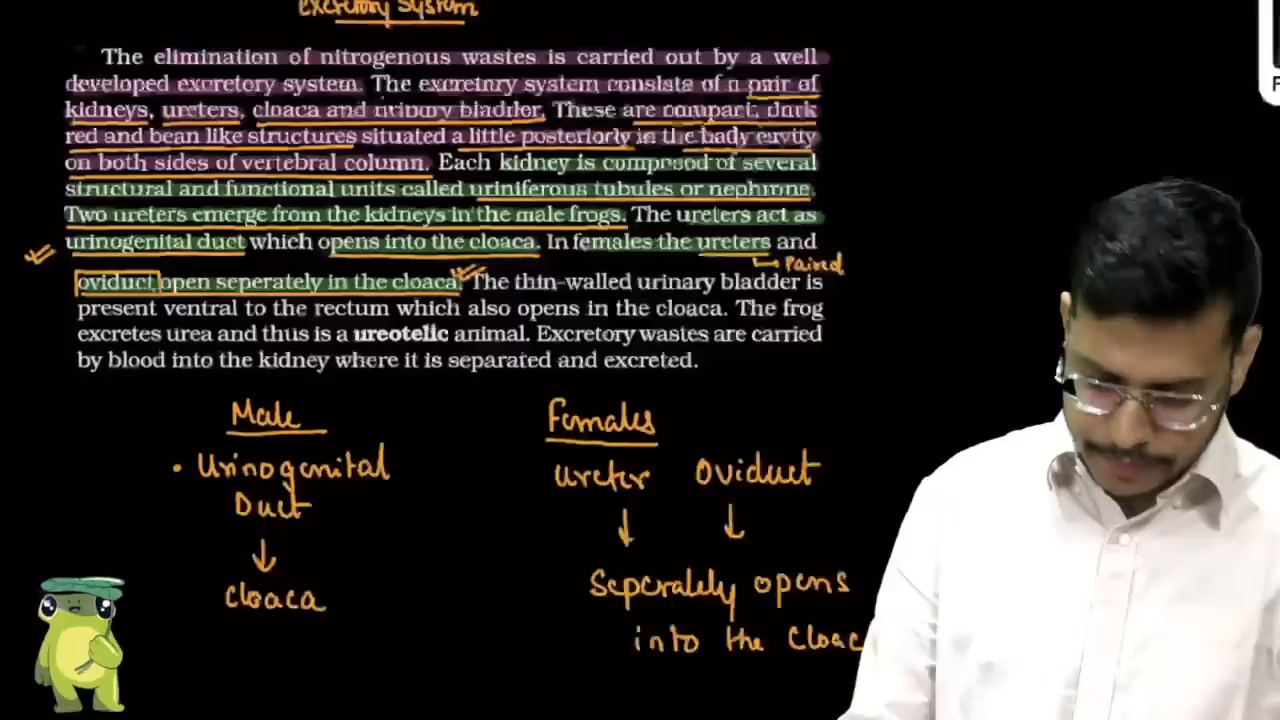 Excretory System
The elimination of nitrogenous wastes is carried out by a well
developed excretory system. The excretory system consists of a pair of
kidneys, ureters, cloaca and urinary bladder. These are compact, dark
red and bean like structures situated a little posteriorly in the body cavity
on both sides of vertebral column. Each kidney is composed of several
structural and functional units called uriniferous tubules or nephrons.
Two ureters emerge from the kidneys in the male frogs. The ureters act as
urinogenital duct which opens into the cloaca. In females the ureters and
Paired
oviduct open seperately in the cloaca. The thin-walled urinary bladder is
present ventral to the rectum which also opens in the cloaca. The frog
excretes urea and thus is a ureotelic animal. Excretory wastes are carried
by blood into the kidney where it is separated and excreted.
Male
Females
• Urinogenital
Duct
ureter oviduct
↓
↓ ↓
cloaca
Seperately opens
into the Cloac